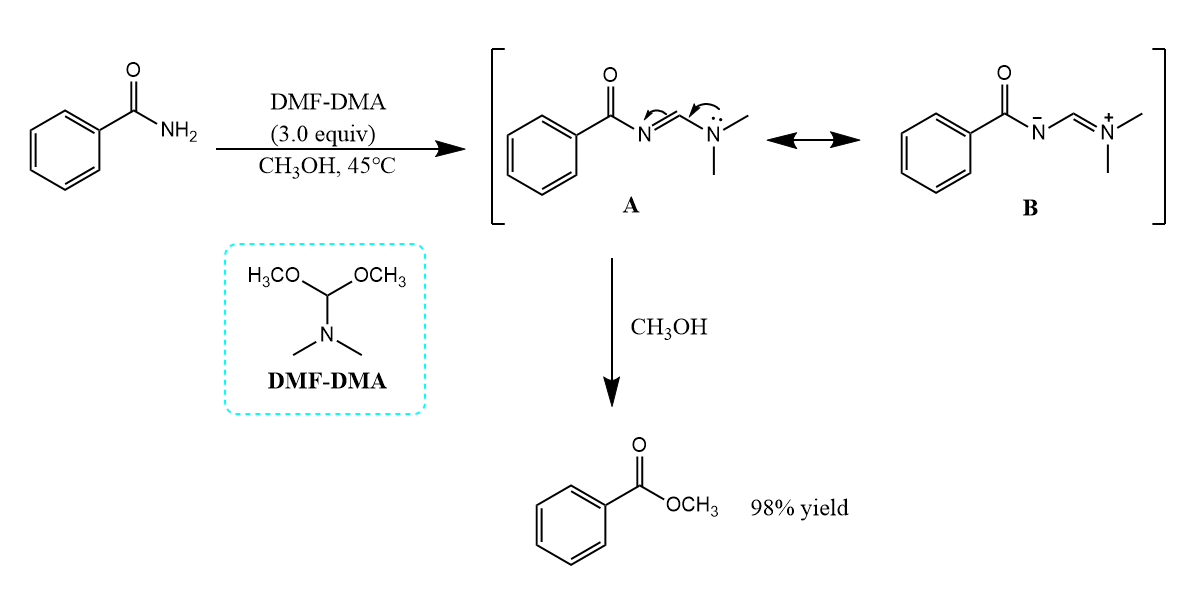 O
NH₂
DMF-DMA
(3.0 equiv)
CH₃OH, 45℃
O
N
N
A
O
N
-
N
+
B
H₃CO
OCH₃
N
DMF-DMA
CH₃OH
O
OCH₃
98% yield